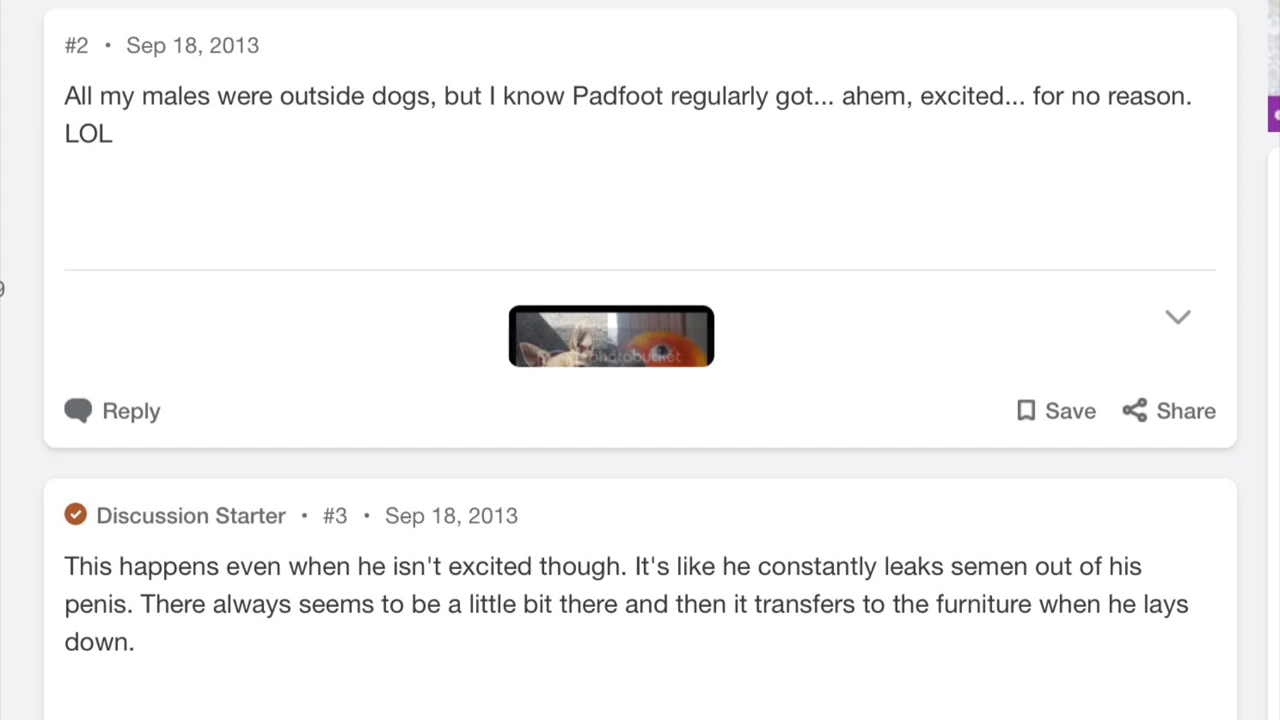 #2 • Sep 18, 2013
All my males were outside dogs, but I know Padfoot regularly got... ahem, excited... for no reason.
LOL
photobucket
Reply
Save
Share
Discussion Starter • #3 • Sep 18, 2013
This happens even when he isn't excited though. It's like he constantly leaks semen out of his
penis. There always seems to be a little bit there and then it transfers to the furniture when he lays
down.